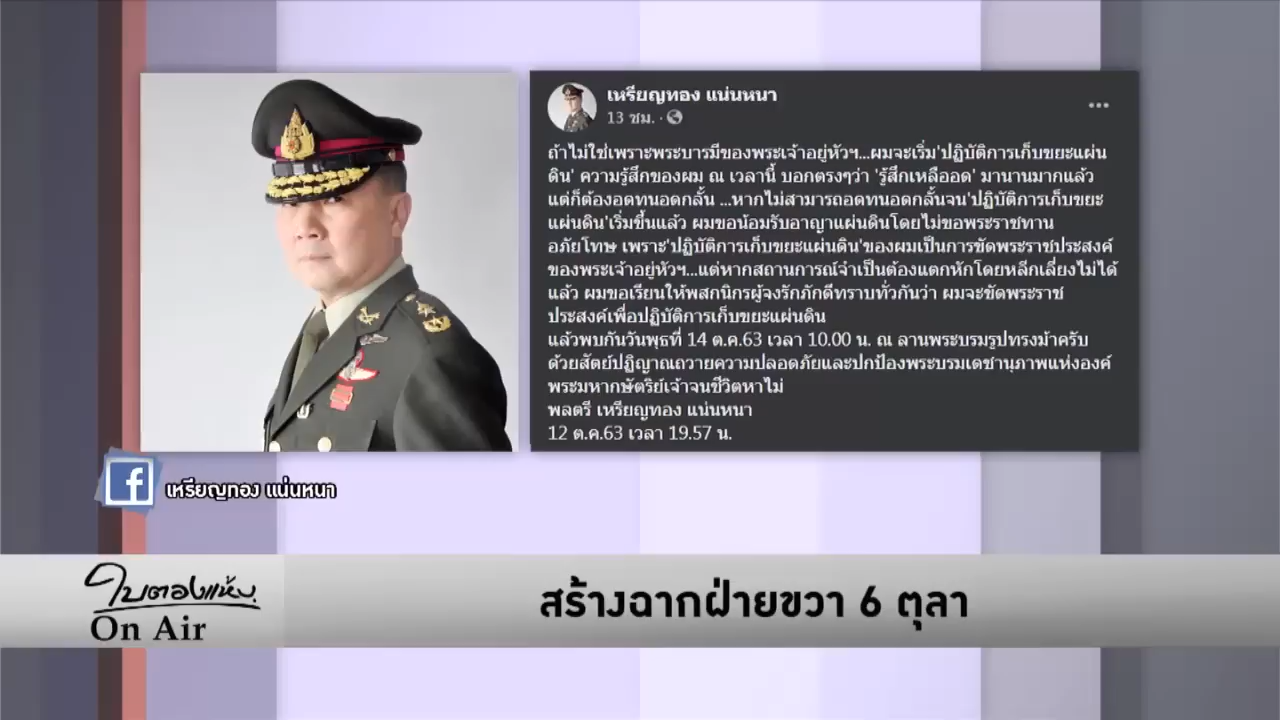 เหรียญทอง แน่นหนา
13 ชม. ·
ถ้าไม่ใช่เพราะพระบารมีของพระเจ้าอยู่หัวฯ...ผมจะเริ่ม'ปฏิบัติการเก็บขยะแผ่น
ดิน' ความรู้สึกของผม ณ เวลานี้ บอกตรงๆว่า 'รู้สึกเหลืออด' มานานมากแล้ว
แต่ก็ต้องอดทนอดกลั้น ...หากไม่สามารถอดทนอดกลั้นจน'ปฏิบัติการเก็บขยะ
แผ่นดิน'เริ่มขึ้นแล้ว ผมขอน้อมรับอาญาแผ่นดินโดยไม่ขอพระราชทาน
อภัยโทษ เพราะ'ปฏิบัติการเก็บขยะแผ่นดิน'ของผมเป็นการขัดพระราชประสงค์
ของพระเจ้าอยู่หัวฯ...แต่หากสถานการณ์จำเป็นต้องแตกหักโดยหลีกเลี่ยงไม่ได้
แล้ว ผมขอเรียนให้พสกนิกรผู้จงรักภักดีทราบทั่วกันว่า ผมจะขัดพระราช
ประสงค์เพื่อปฏิบัติการเก็บขยะแผ่นดิน
แล้วพบกันวันพุธที่ 14 ต.ค.63 เวลา 10.00 น. ณ ลานพระบรมรูปทรงม้าครับ
ด้วยสัตย์ปฏิญาณถวายความปลอดภัยและปกป้องพระบรมเดชานุภาพแห่งองค์
พระมหากษัตริย์เจ้าจนชีวิตหาไม่
พลตรี เหรียญทอง แน่นหนา
12 ต.ค.63 เวลา 19.57 น.
f เหรียญทอง แน่นหนา
ใบตองแห้ง
On Air
สร้างฉากฝ่ายขวา 6 ตุลา